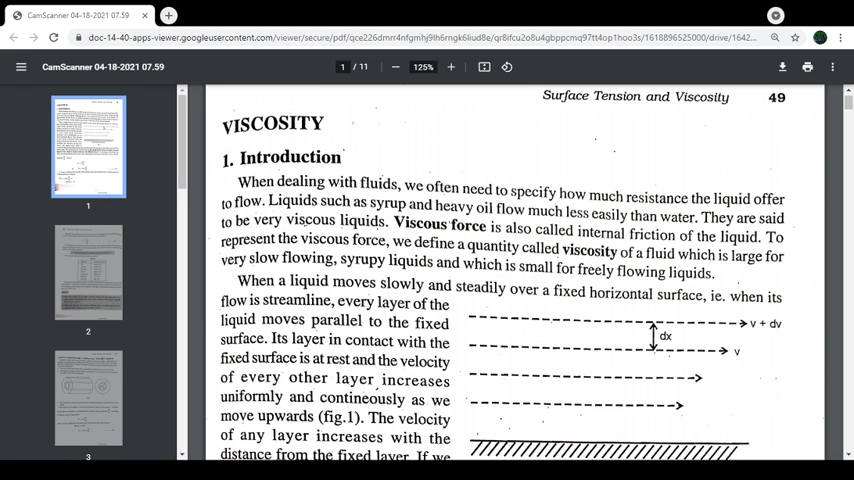 CamScanner 04-18-2021 07.59
doc-14-40-apps-viewer.googleusercontent.com/viewer/secure/pdf/qce226dmrr4nfgmhj9lh6rngk6liud8e/qr8ifcu2o8u4gbppcmq97tt4op1hoo3s/1618896525000/drive/1642...
CamScanner 04-18-2021 07.59
1 / 11
125%
Surface Tension and Viscosity 49
VISCOSITY
1. Introduction
When dealing with fluids, we often need to specify how much resistance the liquid offer
to flow. Liquids such as syrup and heavy oil flow much less easily than water. They are said
to be very viscous liquids. Viscous force is also called internal friction of the liquid. To
represent the viscous force, we define a quantity called viscosity of a fluid which is large for
very slow flowing, syrupy liquids and which is small for freely flowing liquids.
When a liquid moves slowly and steadily over a fixed horizontal surface, ie. when its
flow is streamline, every layer of the
liquid moves parallel to the fixed
surface. Its layer in contact with the
fixed surface is at rest and the velocity
of every other layer increases
uniformly and contineously as we
move upwards (fig.1). The velocity
of any layer increases with the
distance from the fixed layer. If we
v + dv
dx
v
1
2
3